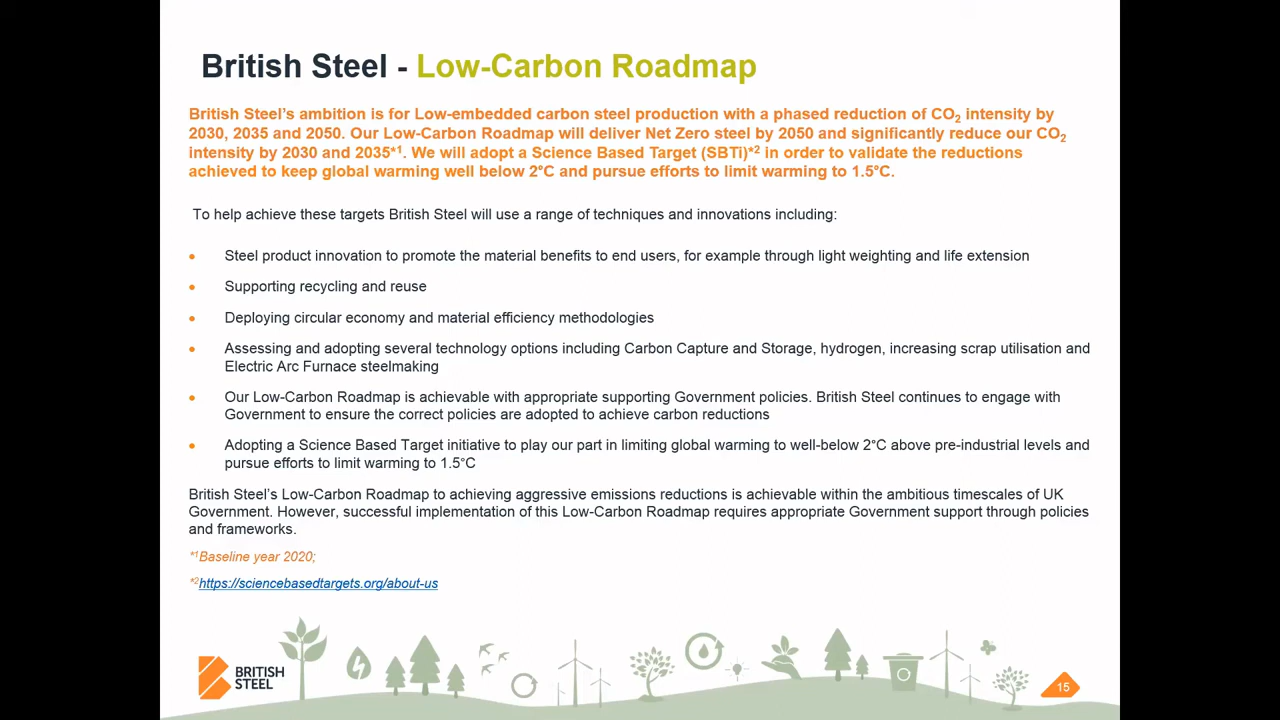 British Steel - Low-Carbon Roadmap
British Steel's ambition is for Low-embedded carbon steel production with a phased reduction of CO₂ intensity by
2030, 2035 and 2050. Our Low-Carbon Roadmap will deliver Net Zero steel by 2050 and significantly reduce our CO₂
intensity by 2030 and 2035*¹. We will adopt a Science Based Target (SBTi)*² in order to validate the reductions
achieved to keep global warming well below 2°C and pursue efforts to limit warming to 1.5°C.
To help achieve these targets British Steel will use a range of techniques and innovations including:
• Steel product innovation to promote the material benefits to end users, for example through light weighting and life extension
• Supporting recycling and reuse
• Deploying circular economy and material efficiency methodologies
• Assessing and adopting several technology options including Carbon Capture and Storage, hydrogen, increasing scrap utilisation and
Electric Arc Furnace steelmaking
• Our Low-Carbon Roadmap is achievable with appropriate supporting Government policies. British Steel continues to engage with
Government to ensure the correct policies are adopted to achieve carbon reductions
• Adopting a Science Based Target initiative to play our part in limiting global warming to well-below 2°C above pre-industrial levels and
pursue efforts to limit warming to 1.5°C
British Steel's Low-Carbon Roadmap to achieving aggressive emissions reductions is achievable within the ambitious timescales of UK
Government. However, successful implementation of this Low-Carbon Roadmap requires appropriate Government support through policies
and frameworks.
*¹Baseline year 2020;
*²https://sciencebasedtargets.org/about-us
BRITISH
STEEL
15